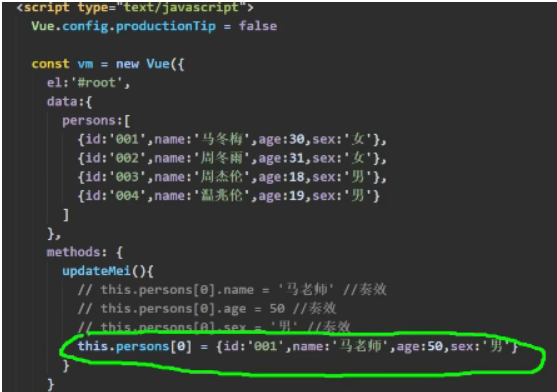 <script type="text/javascript">
Vue.config.productionTip = false
const vm = new Vue({
el:'#root',
data:{
persons:[
{id:'001',name:'马冬梅',age:30,sex:'女'},
{id:'002',name:'周冬雨',age:31,sex:'女'},
{id:'003',name:'周杰伦',age:18,sex:'男'},
{id:'004',name:'温兆伦',age:19,sex:'男'}
]
},
methods: {
updateMei(){
// this.persons[0].name = '马老师' //奏效
// this.persons[0].age = 50 //奏效
// this.persons[0].sex = '男' //奏效
this.persons[0] = {id:'001',name:'马老师',age:50,sex:'男'}
}
}